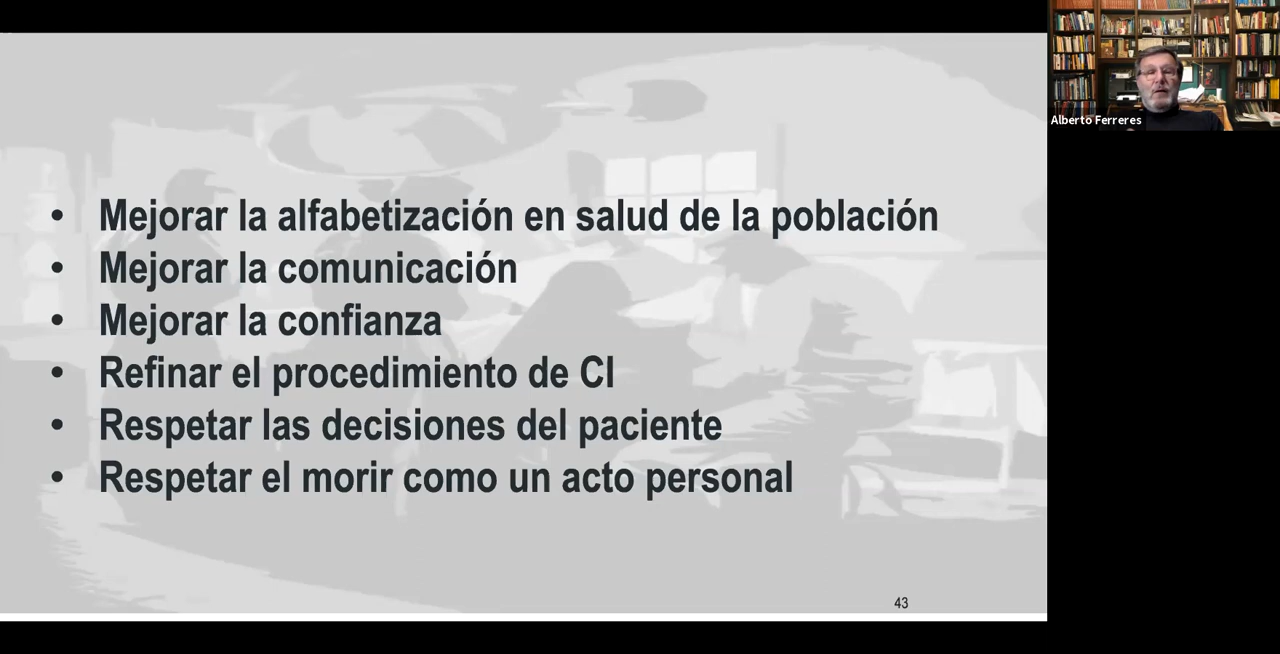 • Mejorar la alfabetización en salud de la población
• Mejorar la comunicación
• Mejorar la confianza
• Refinar el procedimiento de CI
• Respetar las decisiones del paciente
• Respetar el morir como un acto personal
43
Alberto Ferreres